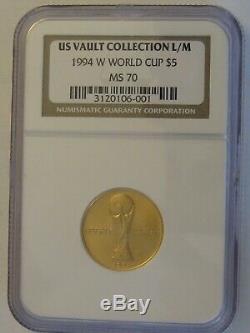 US VAULT COLLECTION L/M
1994 W WORLD CUP $5
MS 70
3120106-001
NUMISMATIC GUARANTY CORPORATION